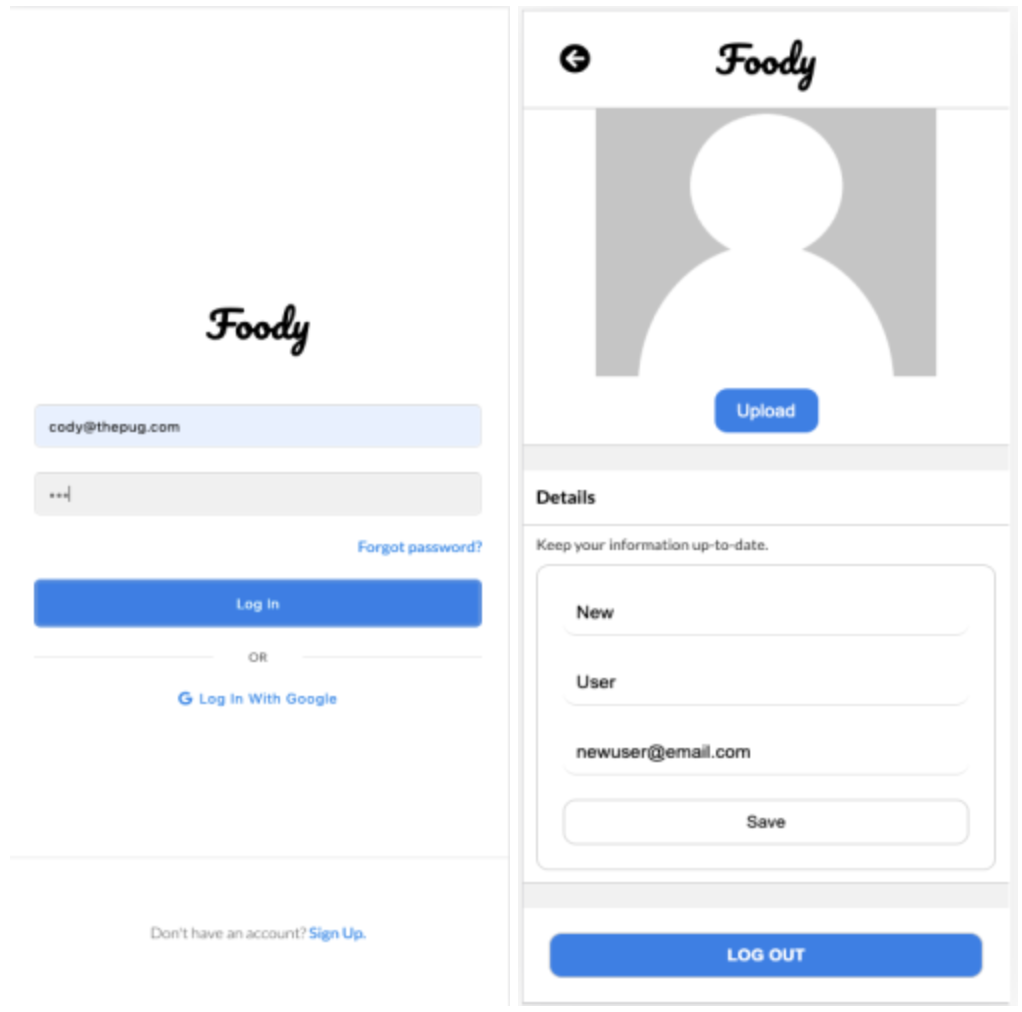 Foody
cody@thepug.com
•••
Forgot password?
Log In
OR
G Log In With Google
Don't have an account? Sign Up.
Foody
Upload
Details
Keep your information up-to-date.
New
User
newuser@email.com
Save
LOG OUT